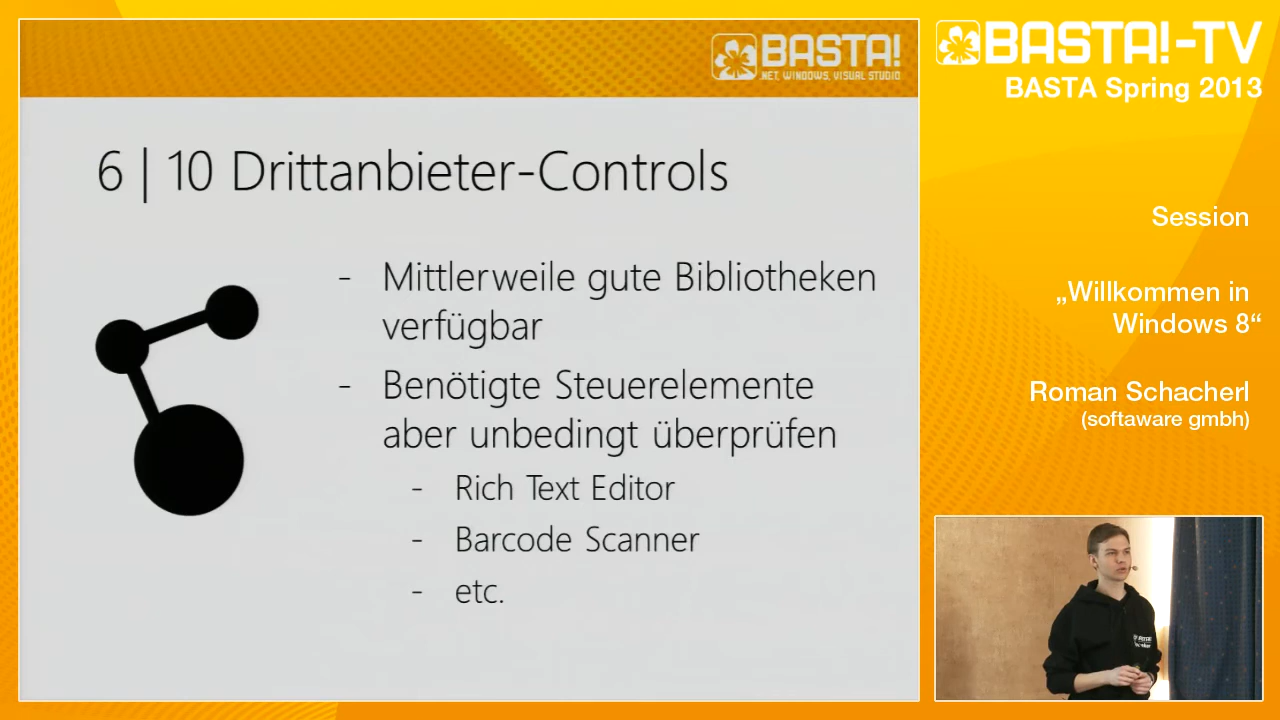 BASTA!
.NET, WINDOWS, VISUAL STUDIO
6 | 10 Drittanbieter-Controls
- Mittlerweile gute Bibliotheken
verfügbar
- Benötigte Steuerelemente
aber unbedingt überprüfen
- Rich Text Editor
- Barcode Scanner
- etc.
BASTA!-TV
BASTA Spring 2013
Session
„Willkommen in
Windows 8“
Roman Schacherl
(softaware gmbh)